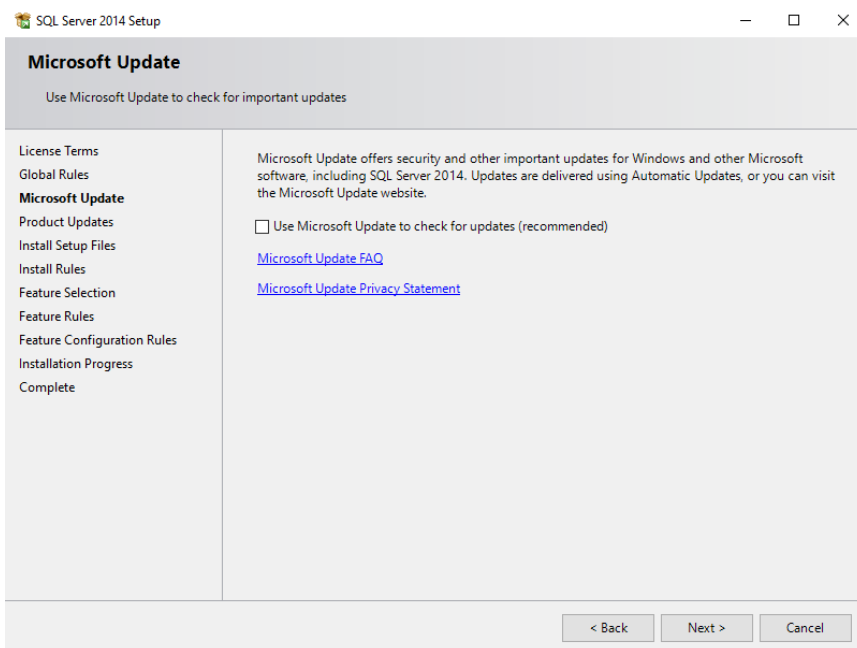 SQL Server 2014 Setup
Microsoft Update
Use Microsoft Update to check for important updates
License Terms
Global Rules
Microsoft Update
Product Updates
Install Setup Files
Install Rules
Feature Selection
Feature Rules
Feature Configuration Rules
Installation Progress
Complete
Microsoft Update offers security and other important updates for Windows and other Microsoft
software, including SQL Server 2014. Updates are delivered using Automatic Updates, or you can visit
the Microsoft Update website.
Use Microsoft Update to check for updates (recommended)
Microsoft Update FAQ
Microsoft Update Privacy Statement
< Back Next > Cancel